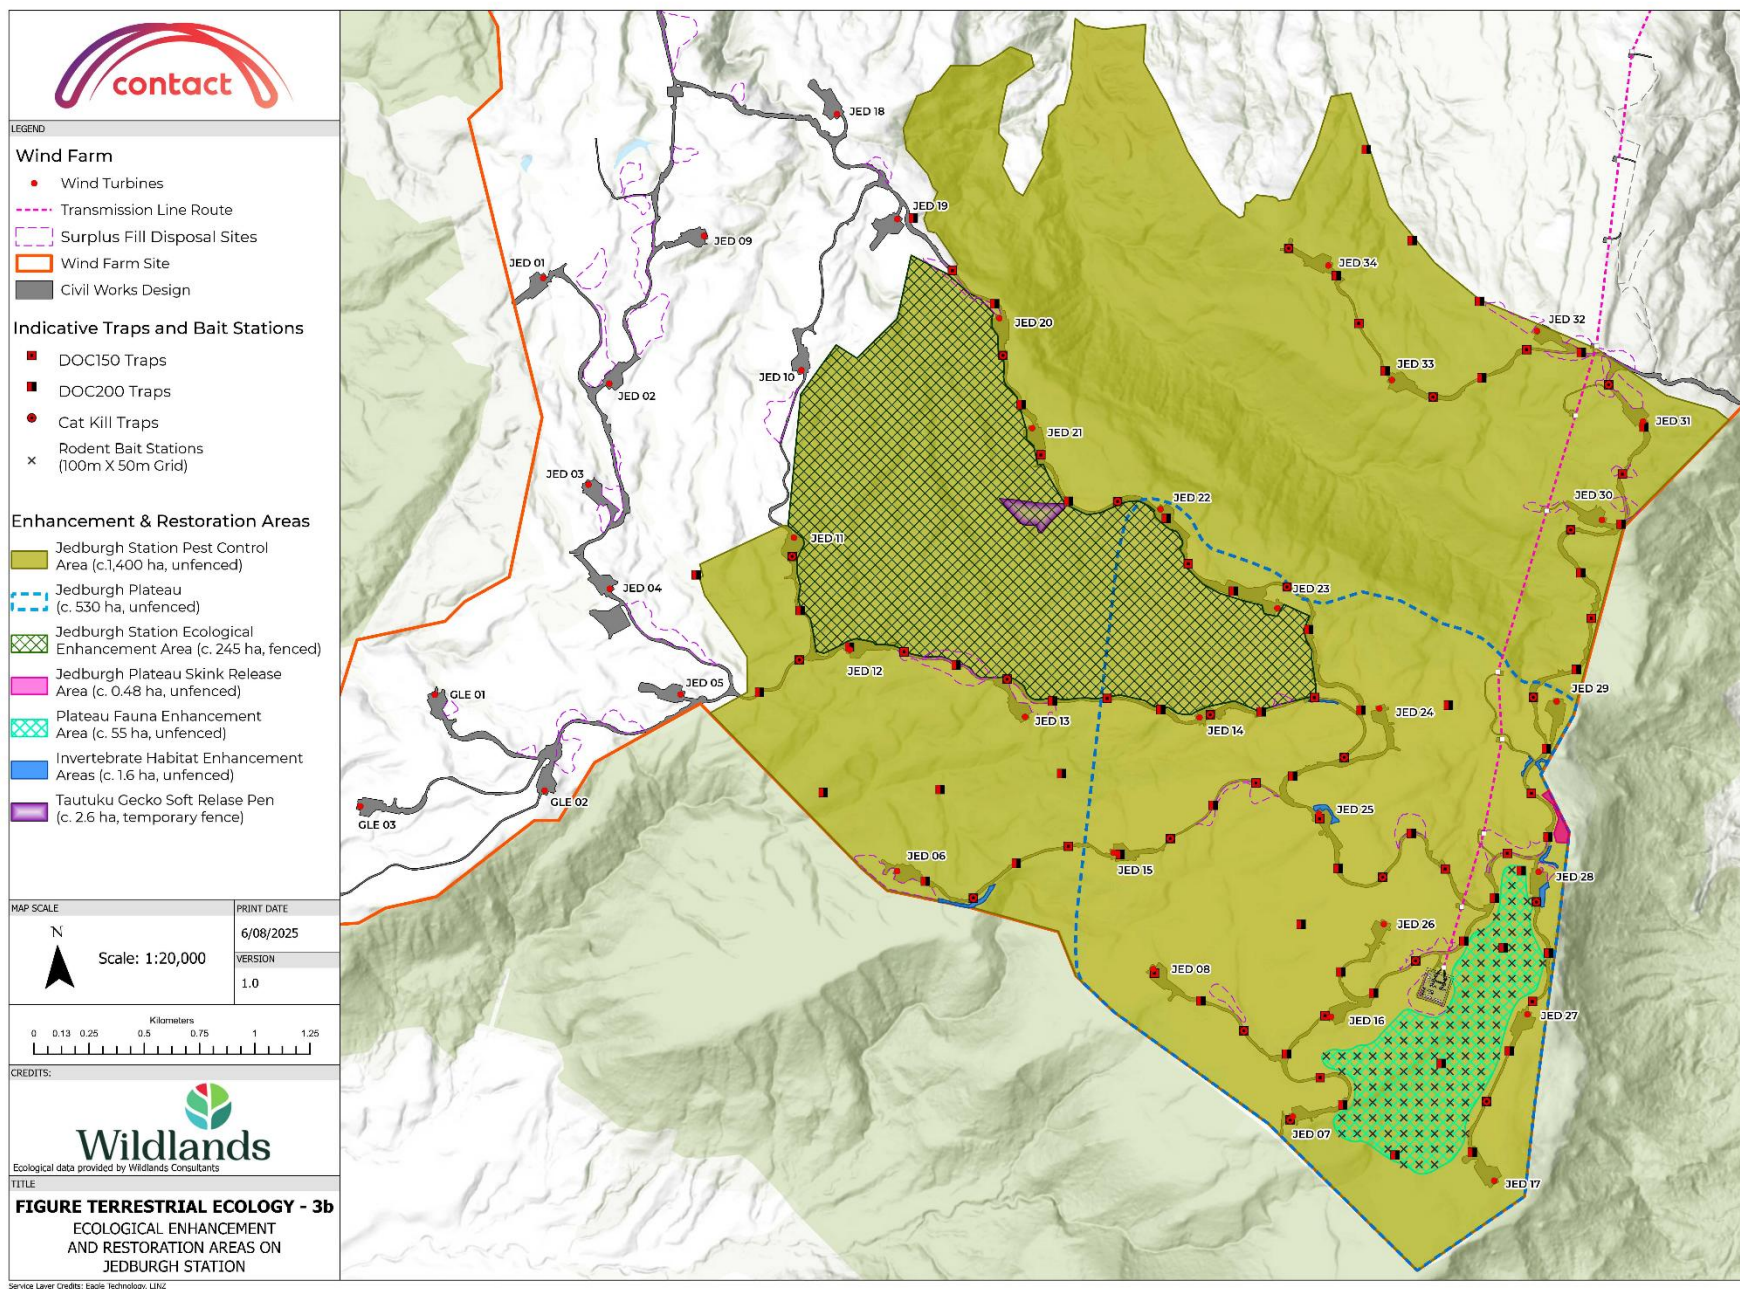 contact
LEGEND
Wind Farm
Wind Turbines
Transmission Line Route
Surplus Fill Disposal Sites
Wind Farm Site
Civil Works Design
Indicative Traps and Bait Stations
DOC150 Traps
DOC200 Traps
Cat Kill Traps
Rodent Bait Stations
(100m X 50m Grid)
Enhancement & Restoration Areas
Jedburgh Station Pest Control
Area (c.1,400 ha, unfenced)
Jedburgh Plateau
(c. 530 ha, unfenced)
Jedburgh Station Ecological
Enhancement Area (c. 245 ha, fenced)
Jedburgh Plateau Skink Release
Area (c. 0.48 ha, unfenced)
Plateau Fauna Enhancement
Area (c. 55 ha, unfenced)
Invertebrate Habitat Enhancement
Areas (c. 1.6 ha, unfenced)
Tautuku Gecko Soft Relase Pen
(c. 2.6 ha, temporary fence)
MAP SCALE
N
Scale: 1:20,000
PRINT DATE
6/08/2025
VERSION
1.0
Kilometers
0 0.13 0.25 0.5 0.75 1 1.25
CREDITS:
Wildlands
Ecological data provided by Wildlands Consultants
TITLE
FIGURE TERRESTRIAL ECOLOGY - 3b
ECOLOGICAL ENHANCEMENT
AND RESTORATION AREAS ON
JEDBURGH STATION
Service Layer Credits: Eagle Technology, LINZ
JED 18
JED 19
JED 09
JED 01
JED 34
JED 20
JED 32
JED 10
JED 33
JED 02
JED 31
JED 21
JED 03
JED 22
JED 30
JED 11
JED 04
JED 23
JED 12
JED 29
GLE 01
JED 05
JED 24
JED 13
JED 14
GLE 02
JED 25
GLE 03
JED 06
JED 15
JED 28
JED 26
JED 08
JED 16
JED 27
JED 07
JED 17